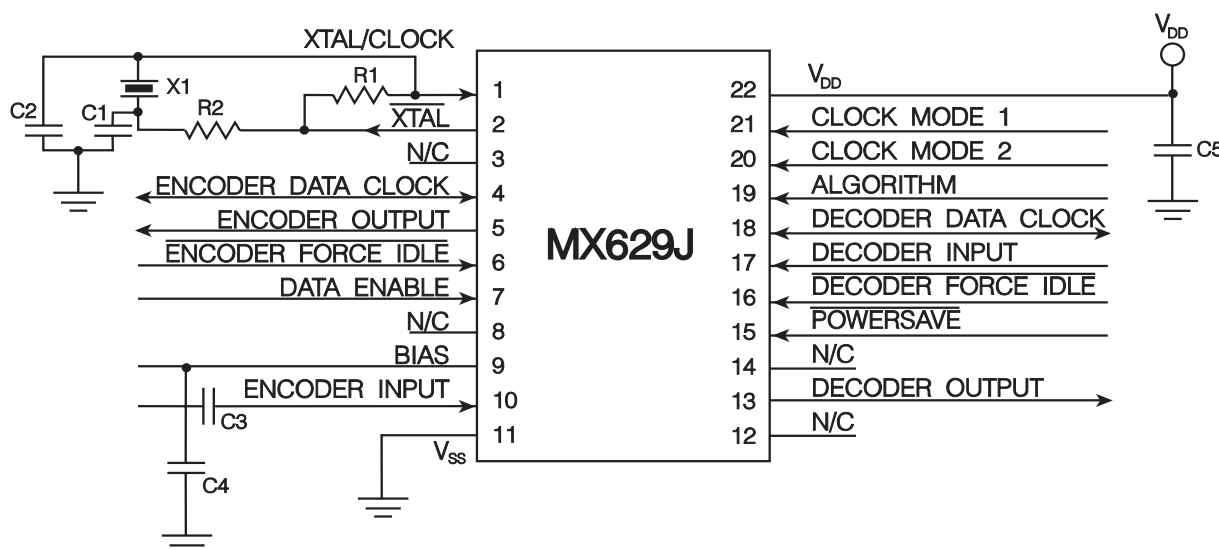 V_DD
XTAL/CLOCK
X1
R1
V_DD
C2
C1
R2
1
22
XTAL
2
21
CLOCK MODE 1
N/C
3
20
CLOCK MODE 2
C5
ENCODER DATA CLOCK
4
19
ALGORITHM
ENCODER OUTPUT
5
18
DECODER DATA CLOCK
MX629J
ENCODER FORCE IDLE
6
17
DECODER INPUT
DATA ENABLE
7
16
DECODER FORCE IDLE
N/C
8
15
POWERSAVE
BIAS
9
14
N/C
ENCODER INPUT
10
13
DECODER OUTPUT
C3
11
12
N/C
V_SS
C4